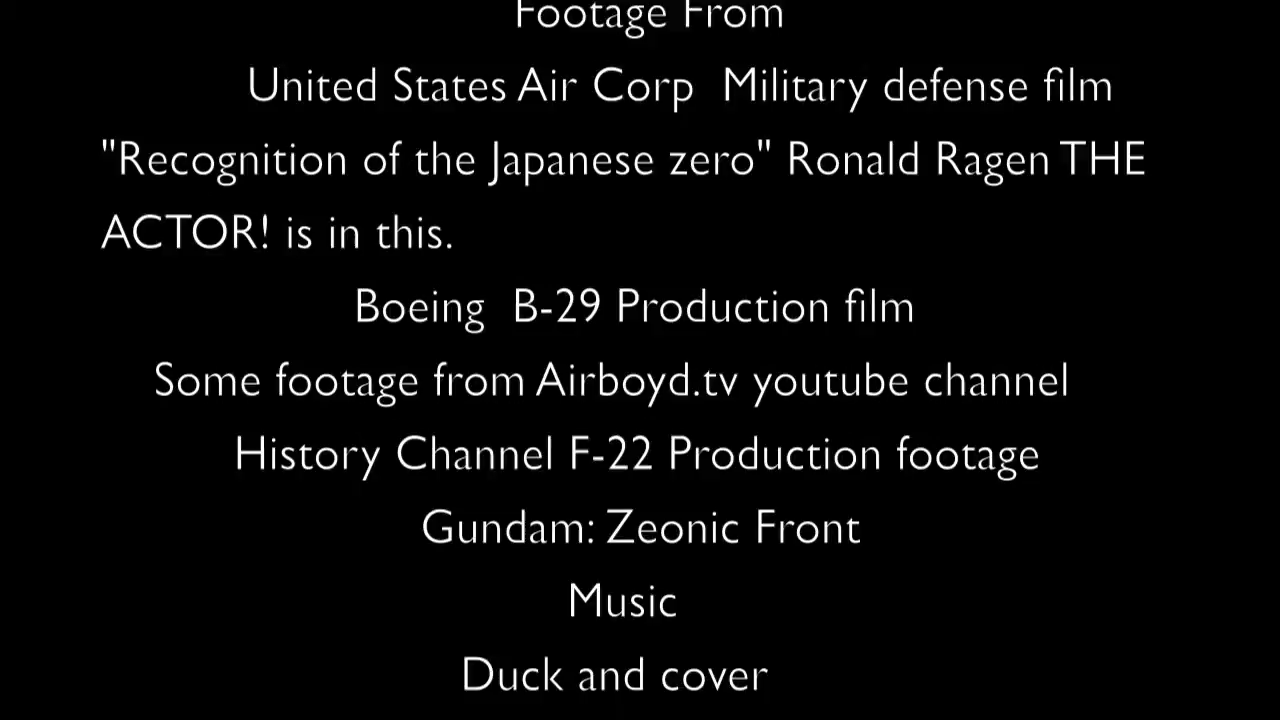 Footage From
United States Air Corp  Military defense film
"Recognition of the Japanese zero" Ronald Ragen THE
ACTOR! is in this.
Boeing  B-29 Production film
Some footage from Airboyd.tv youtube channel
History Channel F-22 Production footage
Gundam: Zeonic Front
Music
Duck and cover